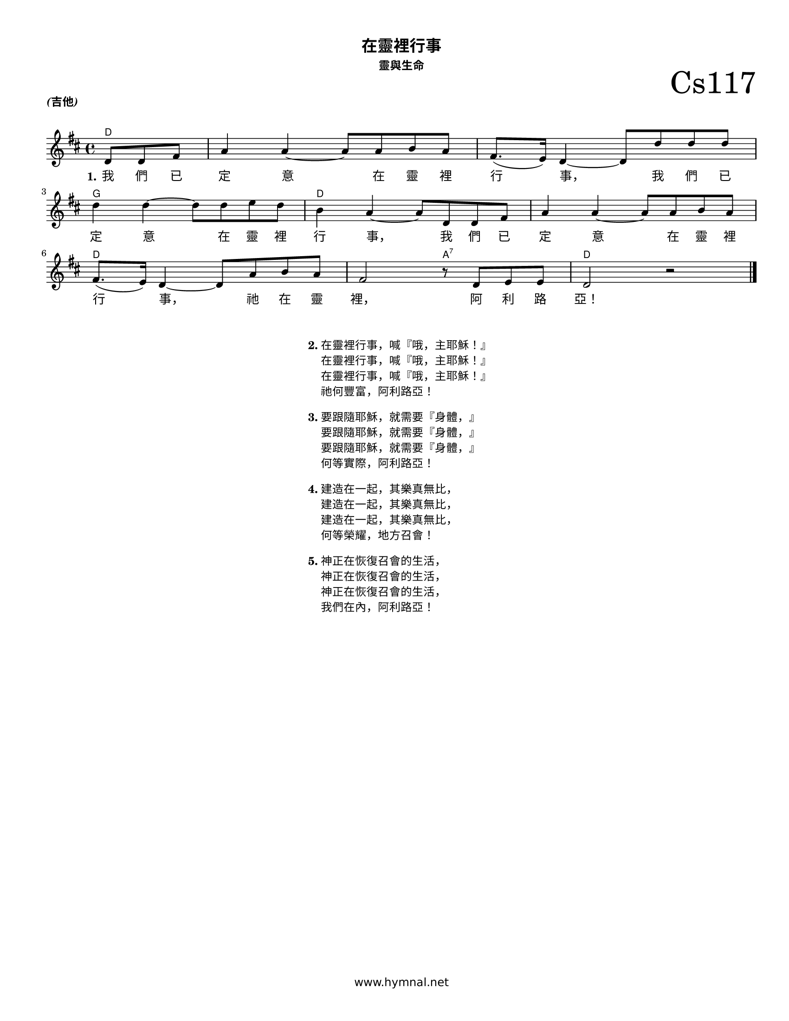 在靈裡行事
靈與生命
Cs117
(吉他)
D
1. 我 們 已 定 意 在 靈 裡 行 事， 我 們 已
3 G D
定 意 在 靈 裡 行 事， 我 們 已 定 意 在 靈 裡
6 D A7 D
行 事， 祂 在 靈 裡， 阿 利 路 亞！
2. 在靈裡行事，喊『哦，主耶穌！』
在靈裡行事，喊『哦，主耶穌！』
在靈裡行事，喊『哦，主耶穌！』
祂何豐富，阿利路亞！
3. 要跟隨耶穌，就需要『身體，』
要跟隨耶穌，就需要『身體，』
要跟隨耶穌，就需要『身體，』
何等實際，阿利路亞！
4. 建造在一起，其樂真無比，
建造在一起，其樂真無比，
建造在一起，其樂真無比，
何等榮耀，地方召會！
5. 神正在恢復召會的生活，
神正在恢復召會的生活，
神正在恢復召會的生活，
我們在內，阿利路亞！
www.hymnal.net